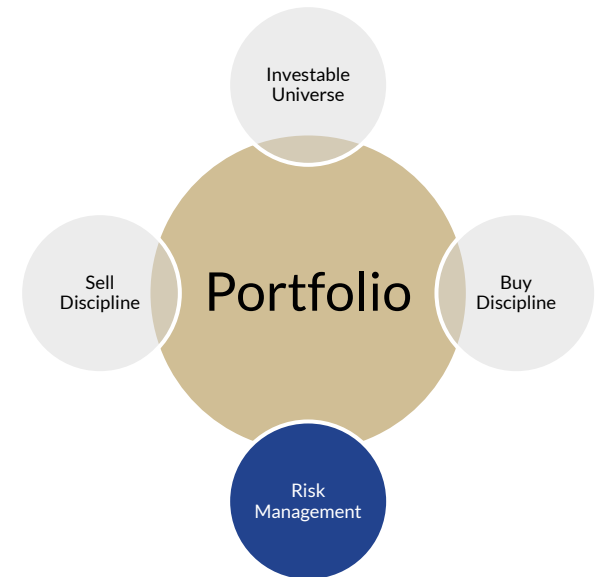 Investable
Universe
Sell
Discipline
Portfolio
Buy
Discipline
Risk
Management